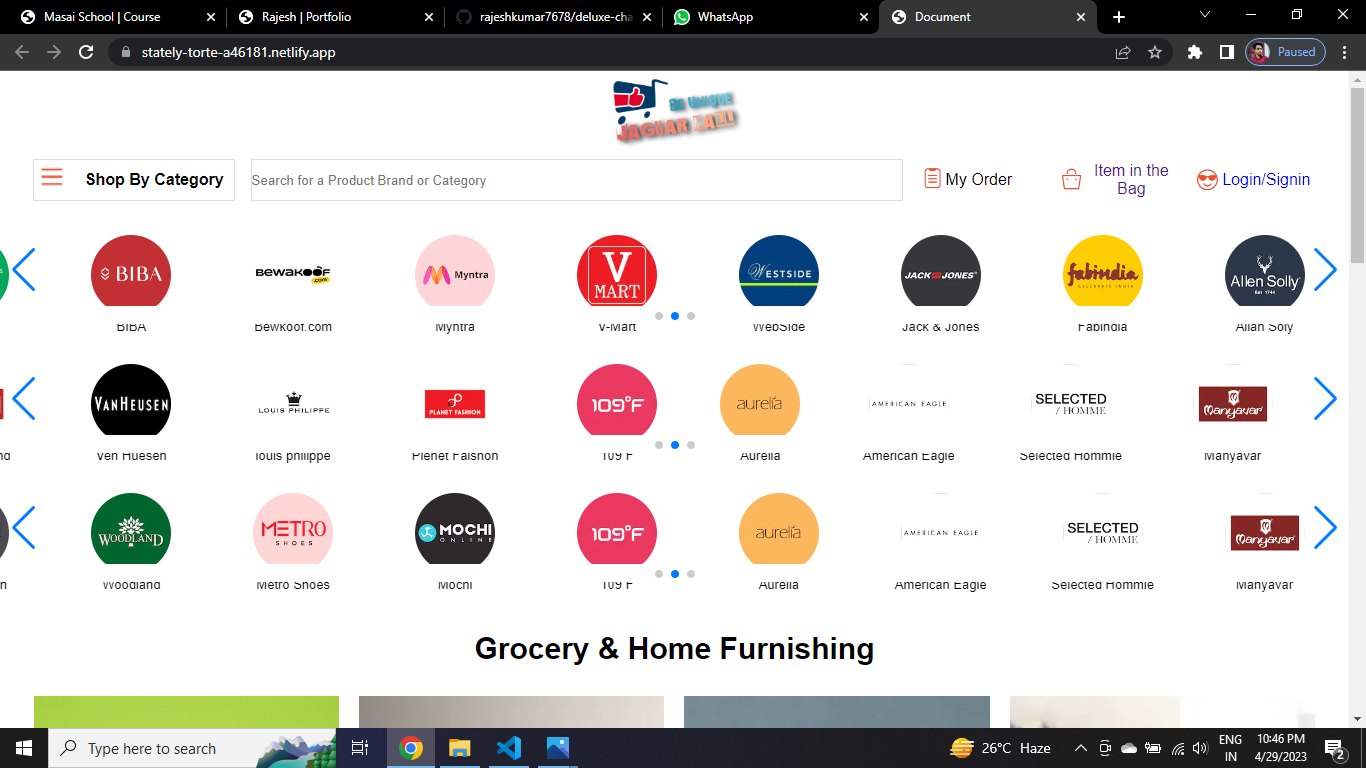 Masai School | Course
Rajesh | Portfolio
rajeshkumar7678/deluxe-cha
WhatsApp
Document
stately-torte-a46181.netlify.app
Paused
BE UNIQUE
JAGUAR MALL
Shop By Category
Search for a Product Brand or Category
My Order
Item in the
Bag
Login/Signin
BIBA
BEWAKOOF
.com
Myntra
V
MART
WESTSIDE
JACK JONES
fabindia
CELEBRATE INDIA
Allen Solly
Est 1744
BIBA
Bewkoof.com
Myntra
V-Mart
WebSide
Jack & Jones
Fabindia
Allan Soly
VANHEUSEN
LOUIS PHILIPPE
PLANET FASHION
109°F
aurelia
AMERICAN EAGLE
SELECTED
/ HOMME
Manyavar
nd
Ven Huesen
louis philippe
Plenet Faishon
109 F
Aurelia
American Eagle
Selected Hommie
Manyavar
WOODLAND
METRO
SHOES
MOCHI
ONLINE
109°F
aurelia
AMERICAN EAGLE
SELECTED
/ HOMME
Manyavar
n
Woodland
Metro Shoes
Mochi
109 F
Aurelia
American Eagle
Selected Hommie
Manyavar
Grocery & Home Furnishing
Type here to search
26°C Haze
ENG
IN
10:46 PM
4/29/2023
2